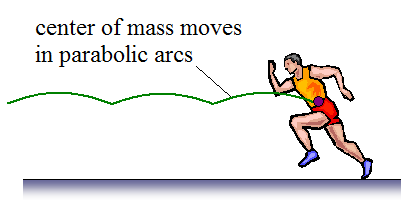 center of mass moves
in parabolic arcs